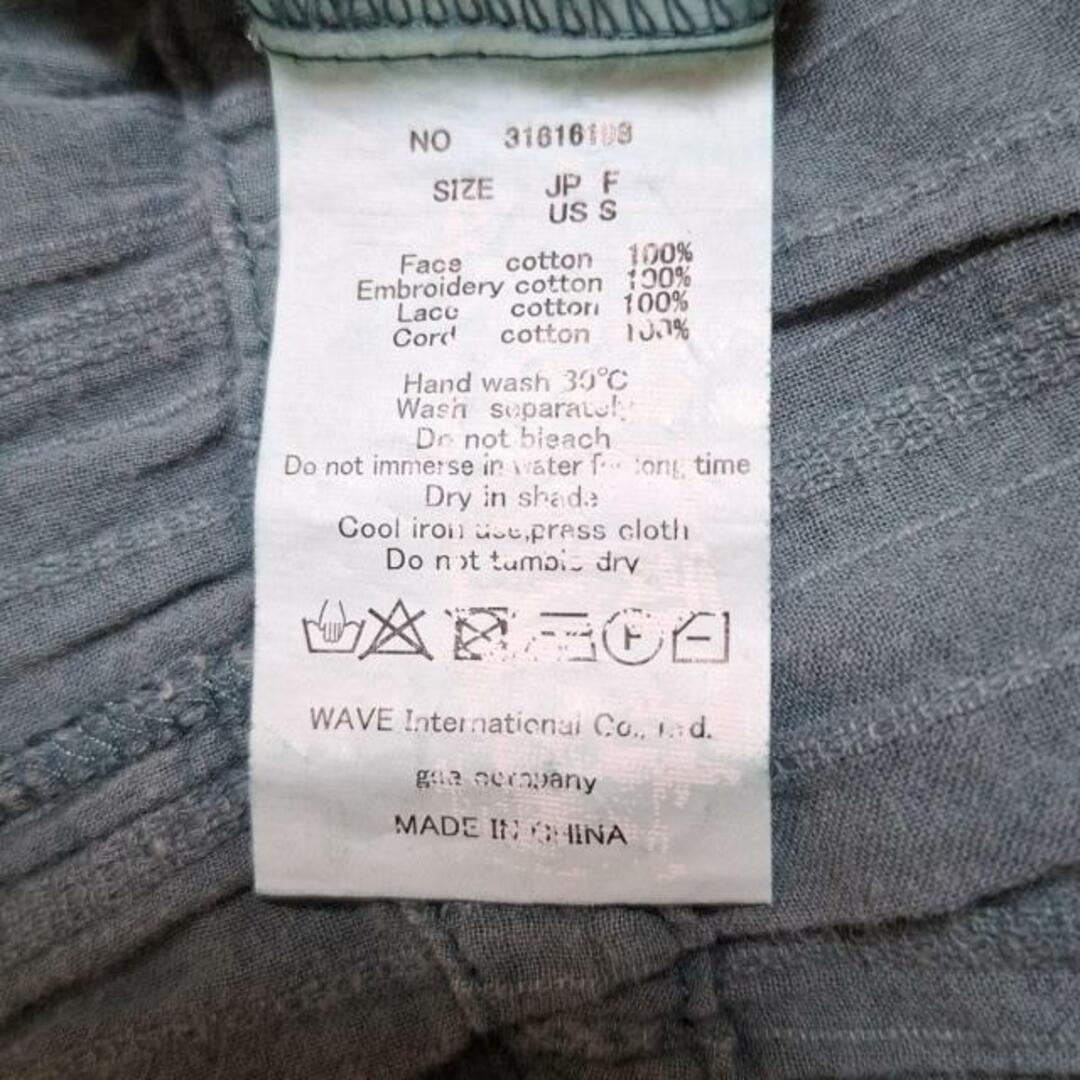 NO
SIZE JP F
US S
Face cotton 100%
Embroidery cotton 100%
Lace cotton 100%
Cord cotton 100%
Hand wash 30°C
Wash separately
Do not bleach
Do not immerse in water for long time
Dry in shade
Cool iron use,press cloth
Do not tumble dry
F
WAVE International Co., Ltd.
company
MADE IN CHINA